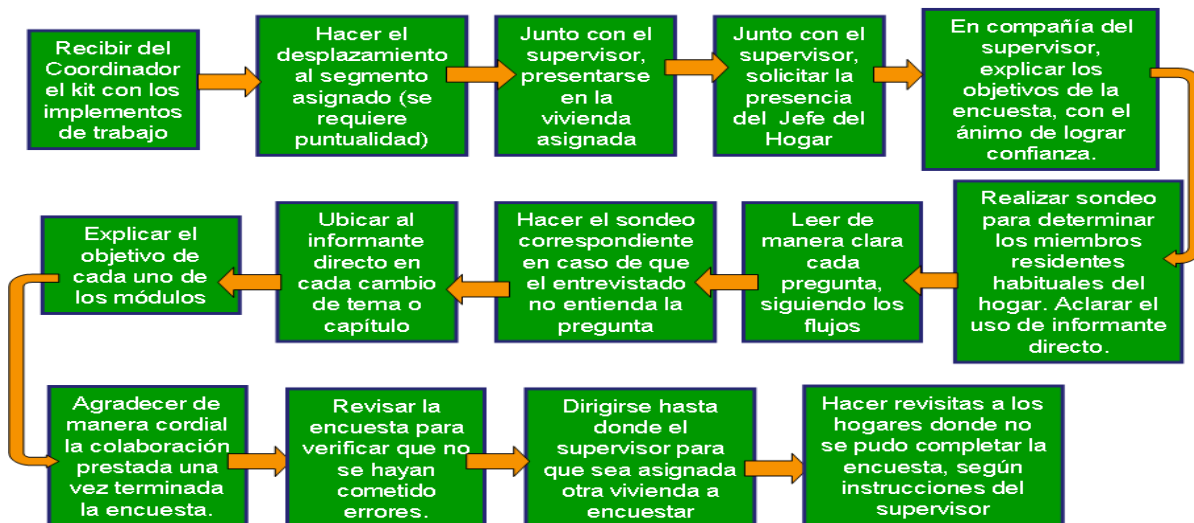 Recibir del
Coordinador
el kit con los
implementos
de trabajo
Hacer el
desplazamiento
al segmento
asignado (se
requiere
puntualidad)
Junto con el
supervisor,
presentarse
en la
vivienda
asignada
Junto con el
supervisor,
solicitar la
presencia
del Jefe del
Hogar
En compañía del
supervisor,
explicar los
objetivos de la
encuesta, con el
ánimo de lograr
confianza.
Realizar sondeo
para determinar
los miembros
residentes
habituales del
hogar. Aclarar el
uso de informante
directo.
Leer de
manera clara
cada
pregunta,
siguiendo los
flujos
Hacer el sondeo
correspondiente
en caso de que
el entrevistado
no entienda la
pregunta
Ubicar al
informante
directo en
cada cambio
de tema o
capítulo
Explicar el
objetivo de
cada uno de
los módulos
Agradecer de
manera cordial
la colaboración
prestada una
vez terminada
la encuesta.
Revisar la
encuesta para
verificar que no
se hayan
cometido
errores.
Dirigirse hasta
donde el
supervisor para
que sea asignada
otra vivienda a
encuestar
Hacer revisitas a los
hogares donde no
se pudo completar la
encuesta, según
instrucciones del
supervisor